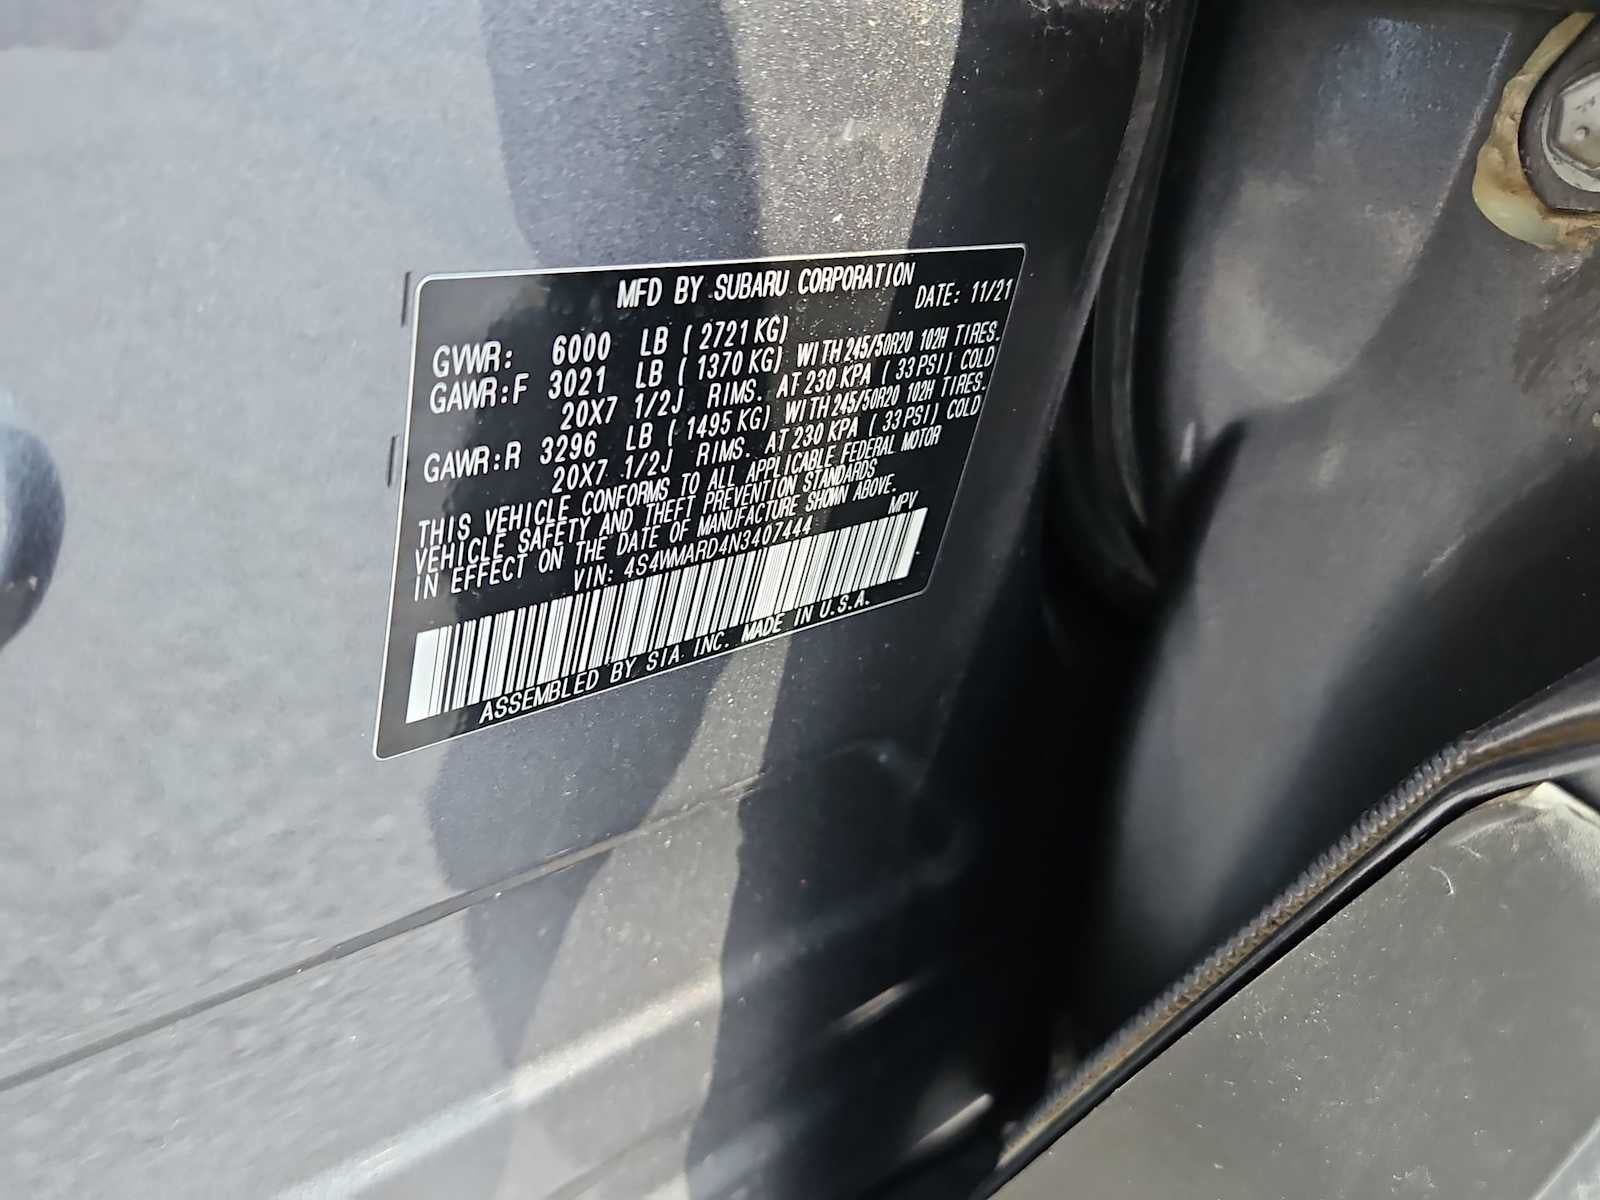 MFD BY SUBARU CORPORATION
DATE: 11/21
GVWR: 6000 LB (2721 KG)
GAWR:F 3021 LB (1370 KG) WITH 245/50R20 102H TIRES.
20X7 1/2J RIMS. AT 230 KPA (33 PSI) COLD
GAWR:R 3296 LB (1495 KG) WITH 245/50R20 102H TIRES.
20X7 1/2J RIMS. AT 230 KPA (33 PSI) COLD
THIS VEHICLE CONFORMS TO ALL APPLICABLE FEDERAL MOTOR
VEHICLE SAFETY AND THEFT PREVENTION STANDARDS
IN EFFECT ON THE DATE OF MANUFACTURE SHOWN ABOVE.
VIN: 4S4WMARD4N3407444 MPV
ASSEMBLED BY SIA INC. MADE IN U.S.A.